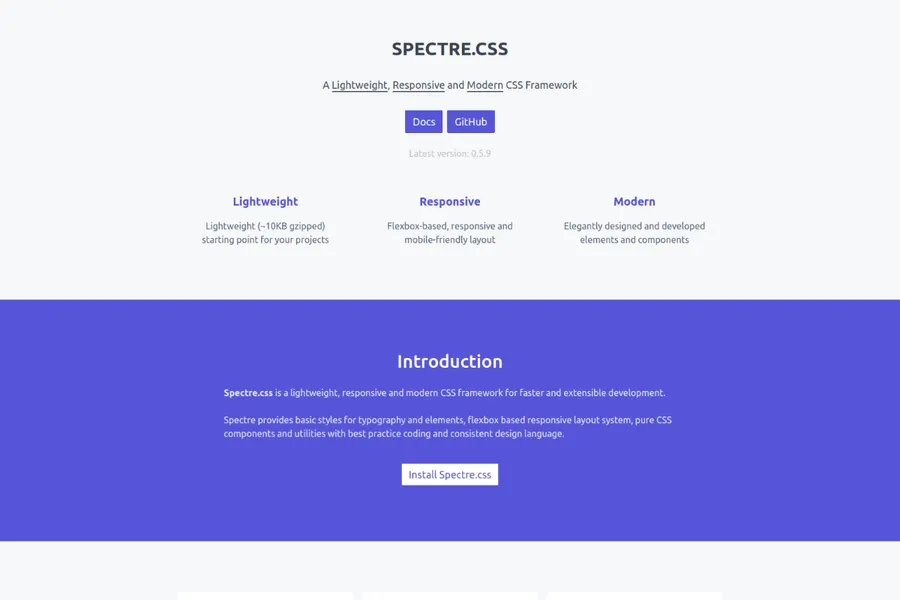 SPECTRE.CSS
A Lightweight, Responsive and Modern CSS Framework
Docs GitHub
Latest version: 0.5.9
Lightweight Responsive Modern
Lightweight (~10KB gzipped)
starting point for your projects
Flexbox-based, responsive and
mobile-friendly layout
Elegantly designed and developed
elements and components
Introduction
Spectre.css is a lightweight, responsive and modern CSS framework for faster and extensible development.
Spectre provides basic styles for typography and elements, flexbox based responsive layout system, pure CSS
components and utilities with best practice coding and consistent design language.
Install Spectre.css